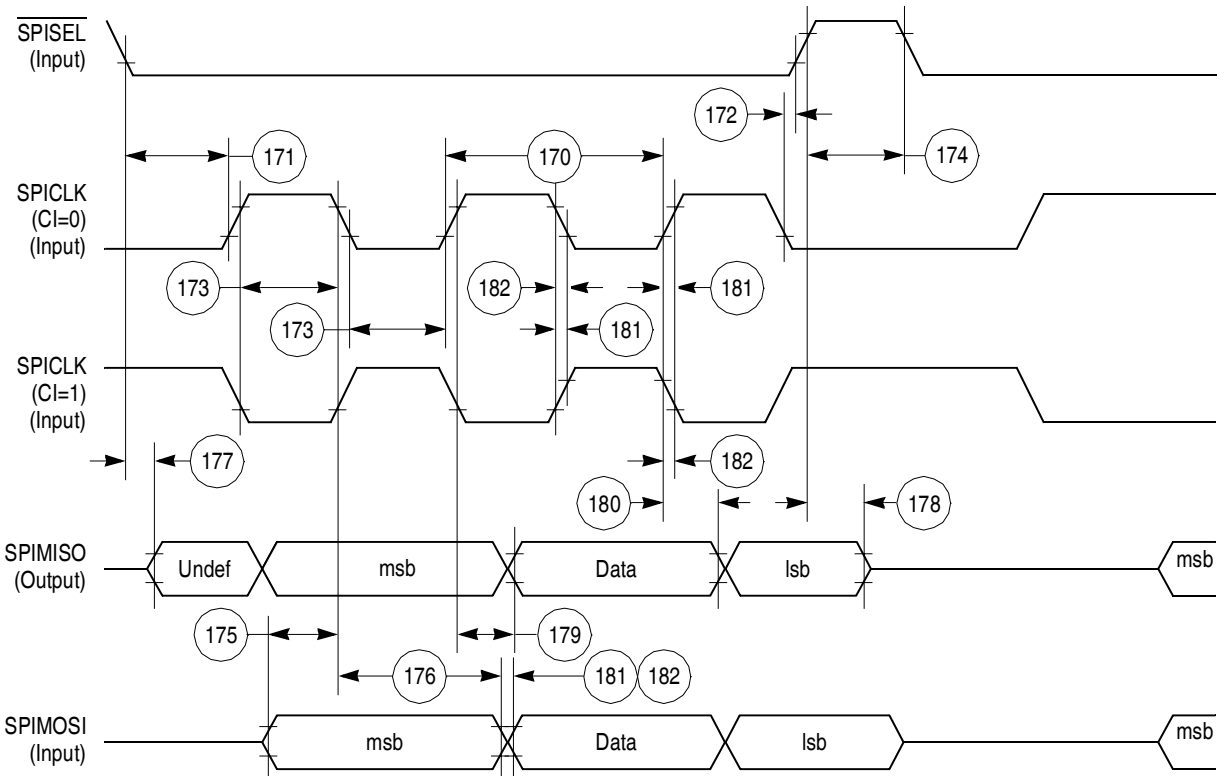 SPISEL
(Input)
172
171
170
174
SPICLK
(CI=0)
(Input)
173
182
181
173
181
SPICLK
(CI=1)
(Input)
177
182
180
178
SPIMISO
(Output)
Undef
msb
Data
lsb
msb
175
179
176
181
182
SPIMOSI
(Input)
msb
Data
lsb
msb